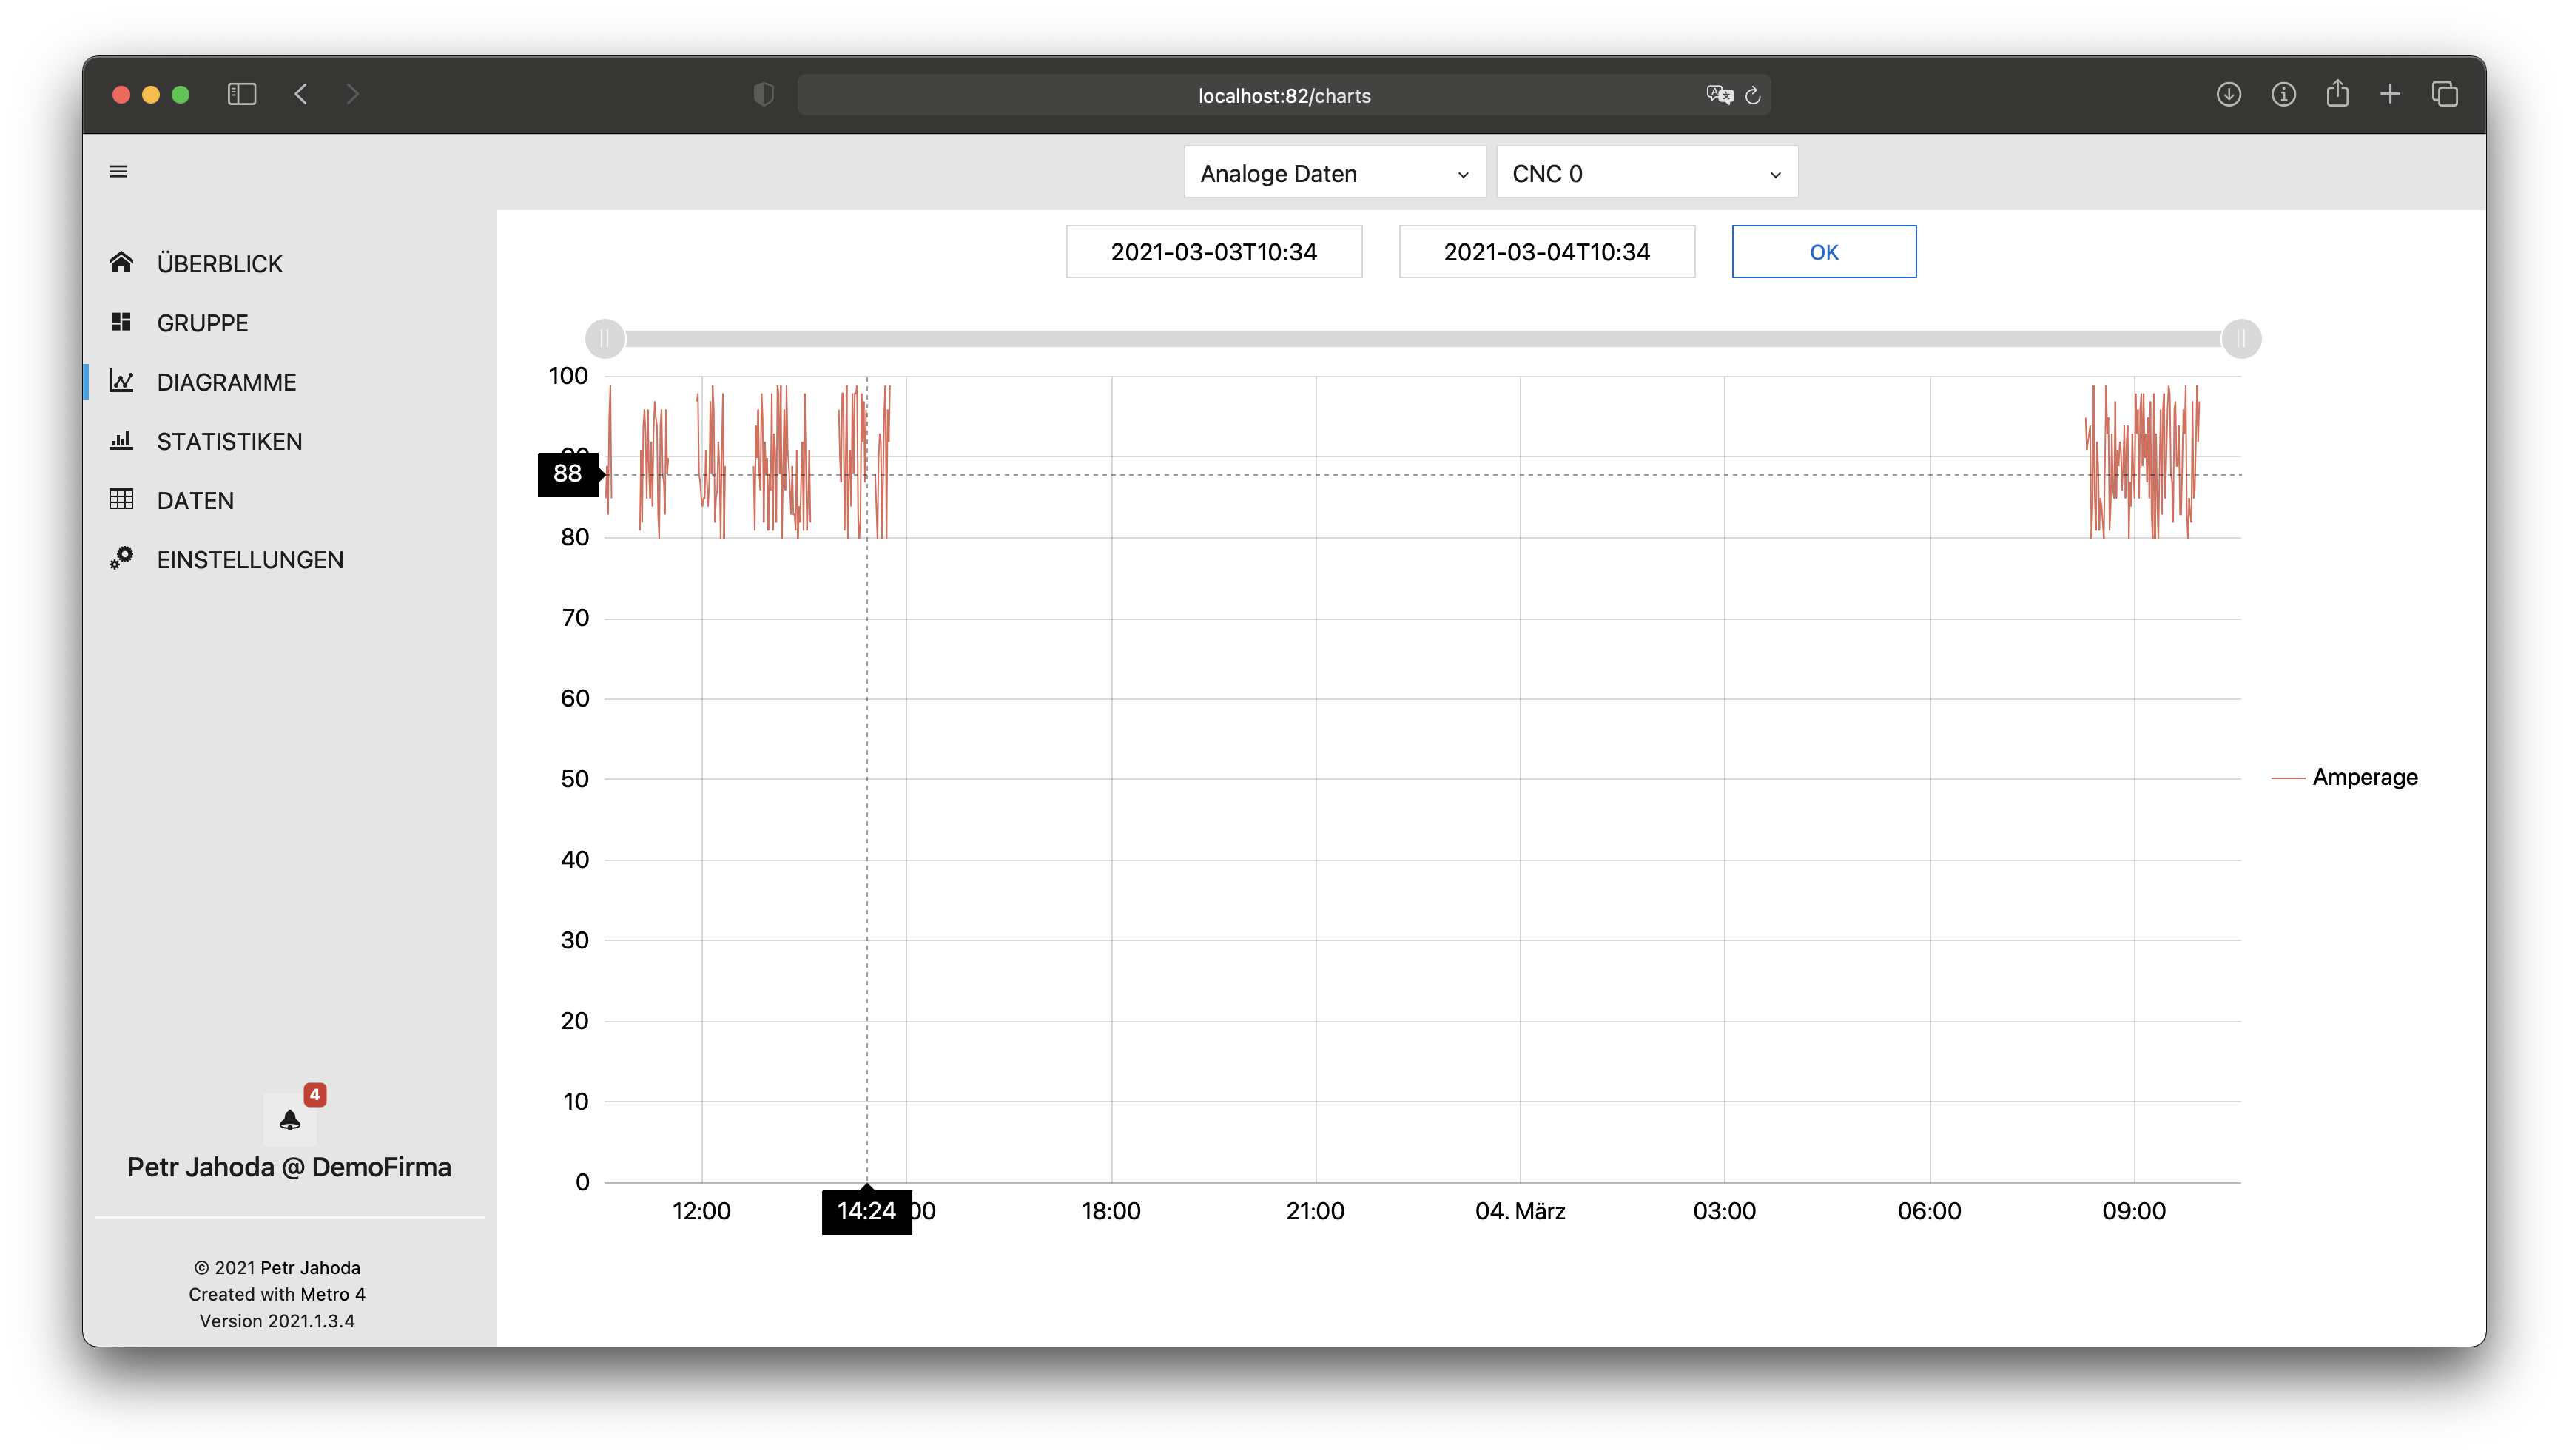 localhost:82/charts
Analoge Daten
CNC 0
ÜBERBLICK
GRUPPE
DIAGRAMME
STATISTIKEN
DATEN
EINSTELLUNGEN
4
Petr Jahoda @ DemoFirma
© 2021 Petr Jahoda
Created with Metro 4
Version 2021.1.3.4
2021-03-03T10:34
2021-03-04T10:34
OK
100
88
80
70
60
50
40
30
20
10
0
12:00
14:24
18:00
21:00
04. März
03:00
06:00
09:00
Amperage